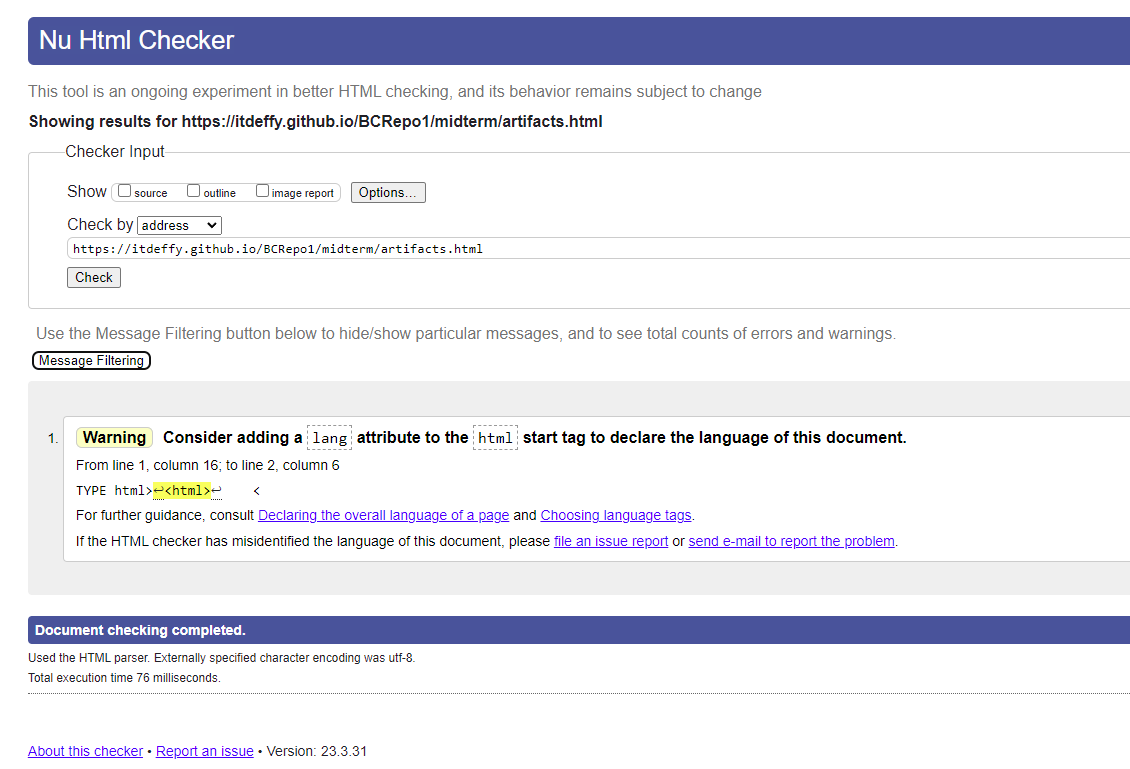 Nu Html Checker
This tool is an ongoing experiment in better HTML checking, and its behavior remains subject to change
Showing results for https://itdeffy.github.io/BCRepo1/midterm/artifacts.html
Checker Input
Show source outline image report Options...
Check by address
https://itdeffy.github.io/BCRepo1/midterm/artifacts.html
Check
Use the Message Filtering button below to hide/show particular messages, and to see total counts of errors and warnings.
Message Filtering
1. Warning Consider adding a lang attribute to the html start tag to declare the language of this document.
From line 1, column 16; to line 2, column 6
TYPE html>↩<html>↩    <
For further guidance, consult Declaring the overall language of a page and Choosing language tags.
If the HTML checker has misidentified the language of this document, please file an issue report or send e-mail to report the problem.
Document checking completed.
Used the HTML parser. Externally specified character encoding was utf-8.
Total execution time 76 milliseconds.
About this checker • Report an issue • Version: 23.3.31